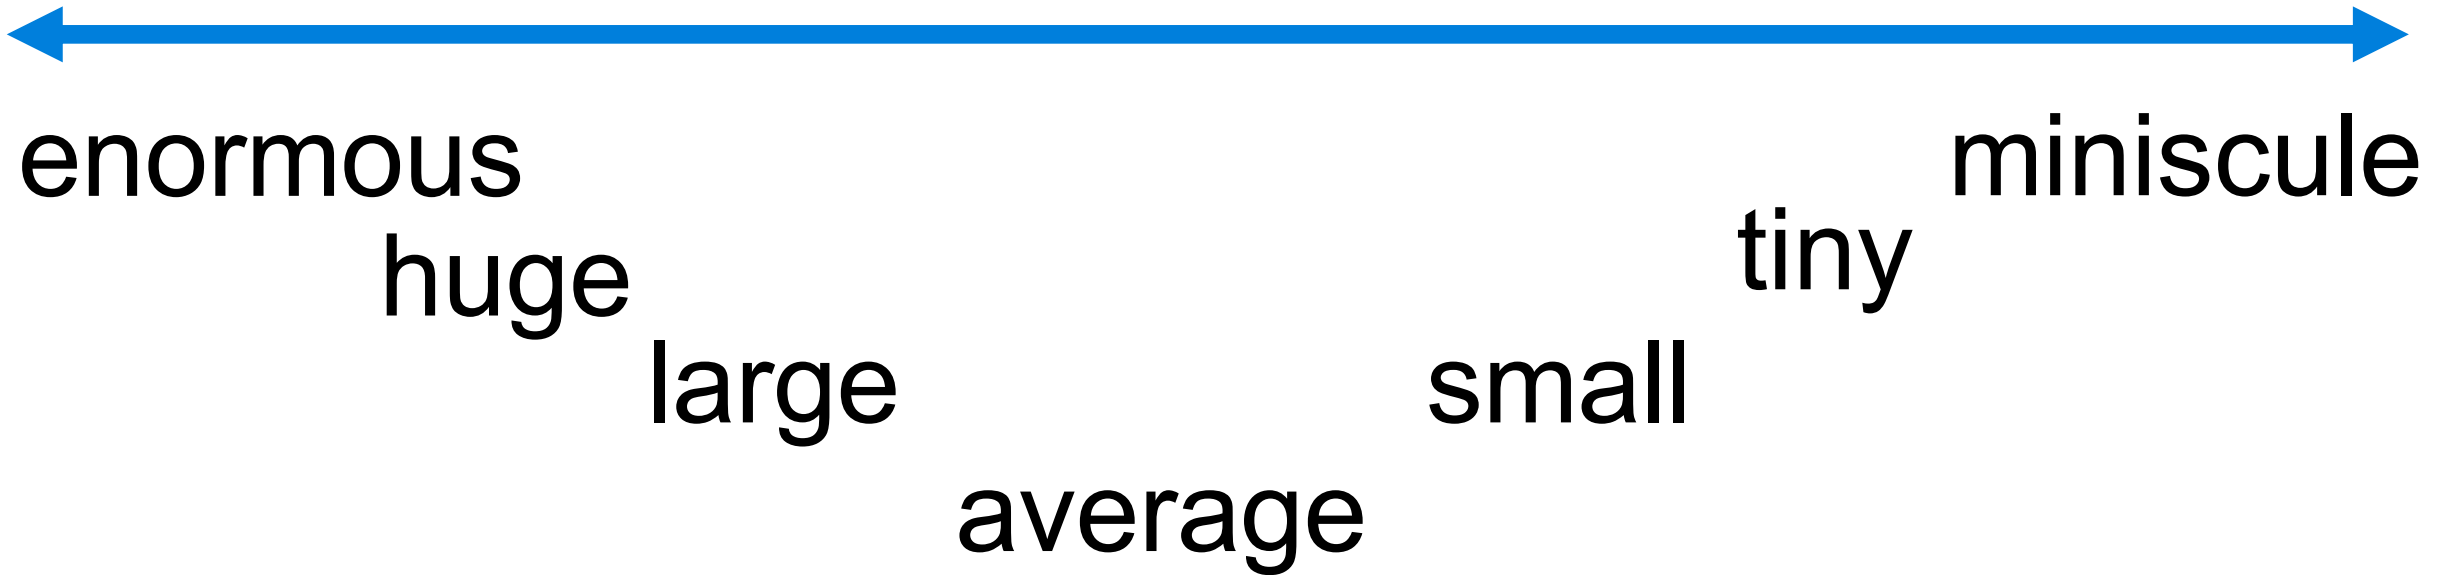 enormous
huge
large
average
small
tiny
miniscule